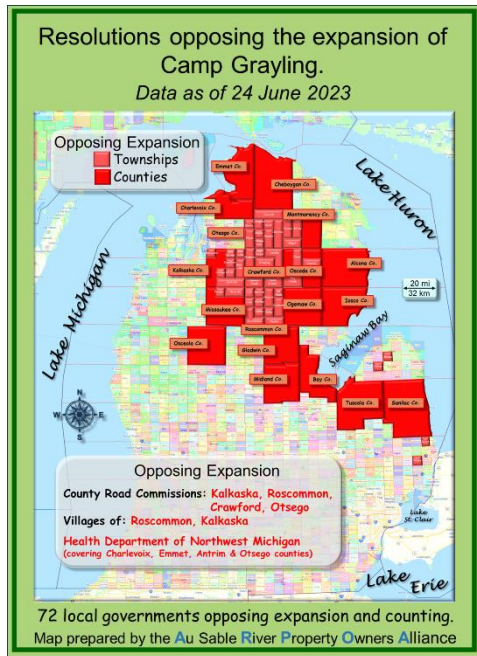 Resolutions opposing the expansion of
Camp Grayling.
Data as of 24 June 2023
Opposing Expansion
Townships
Counties
Emmet Co.
Cheboygan Co.
Charlevoix Co.
Montmorency Co.
Otsego Co.
Lake Huron
Lake Michigan
Kalkaska Co.
Crawford Co.
Oscoda Co.
Alcona Co.
20 mi
32 km
Missaukee Co.
Ogemaw Co.
Iosco Co.
Roscommon Co.
Osceola Co.
Gladwin Co.
Saginaw Bay
Midland Co.
Bay Co.
Tuscola Co.
Sanilac Co.
N
W E
S
Opposing Expansion
County Road Commissions: Kalkaska, Roscommon,
Crawford, Otsego
Villages of: Roscommon, Kalkaska
Health Department of Northwest Michigan
(covering Charlevoix, Emmet, Antrim & Otsego counties)
Lake
St. Clair
Lake Erie
72 local governments opposing expansion and counting.
Map prepared by the Au Sable River Property Owners Alliance